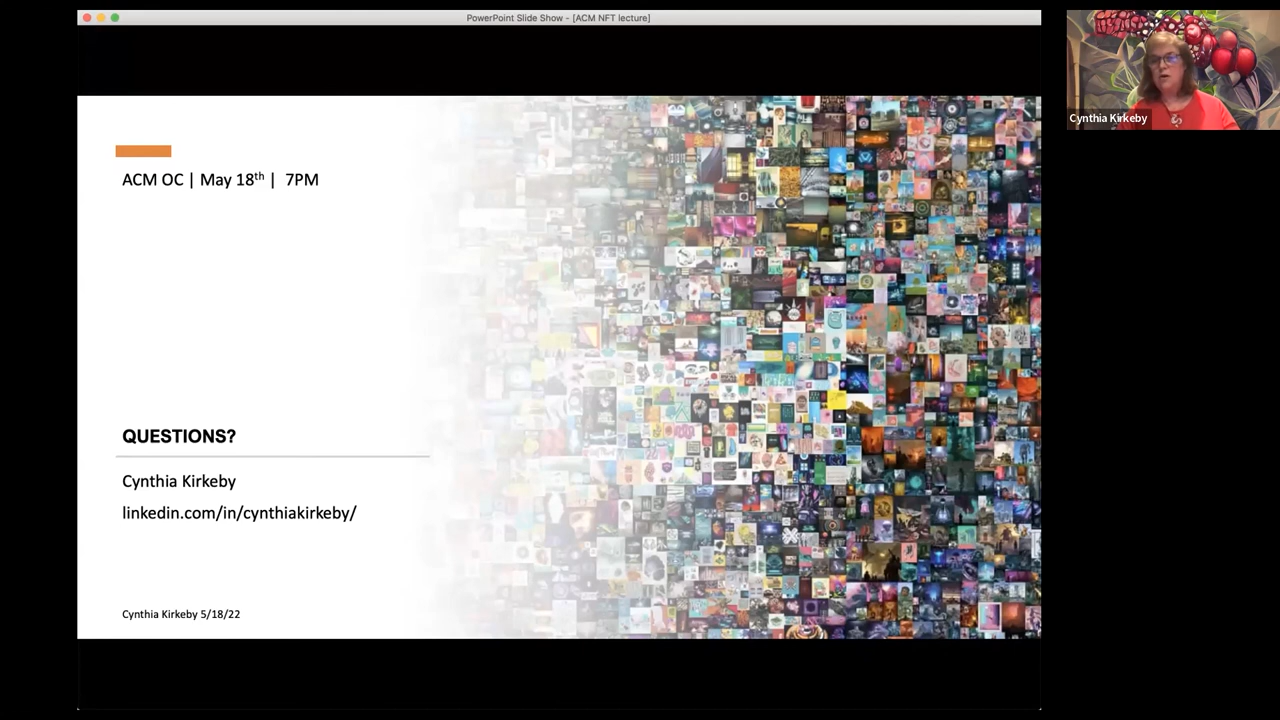 PowerPoint Slide Show - [ACM NFT lecture]
Cynthia Kirkeby
ACM OC | May 18th | 7PM
QUESTIONS?
Cynthia Kirkeby
linkedin.com/in/cynthiakirkeby/
Cynthia Kirkeby 5/18/22